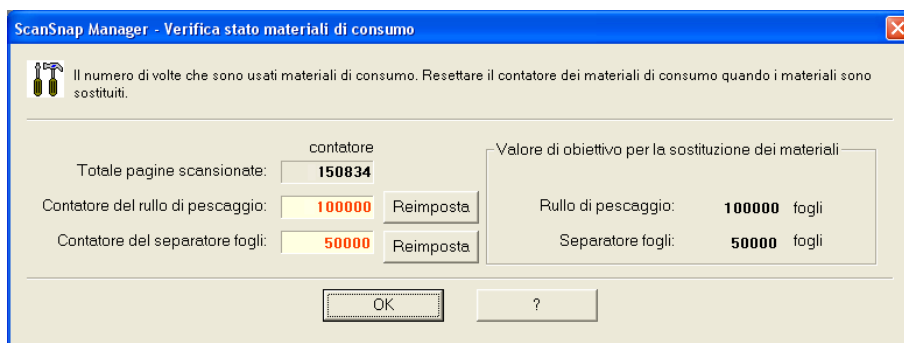 ScanSnap Manager - Verifica stato materiali di consumo
Il numero di volte che sono usati materiali di consumo. Resettare il contatore dei materiali di consumo quando i materiali sono
sostituiti.
contatore
Totale pagine scansionate: 150834
Contatore del rullo di pescaggio: 100000 Reimposta
Contatore del separatore fogli: 50000 Reimposta
Valore di obiettivo per la sostituzione dei materiali
Rullo di pescaggio: 100000 fogli
Separatore fogli: 50000 fogli
OK ?